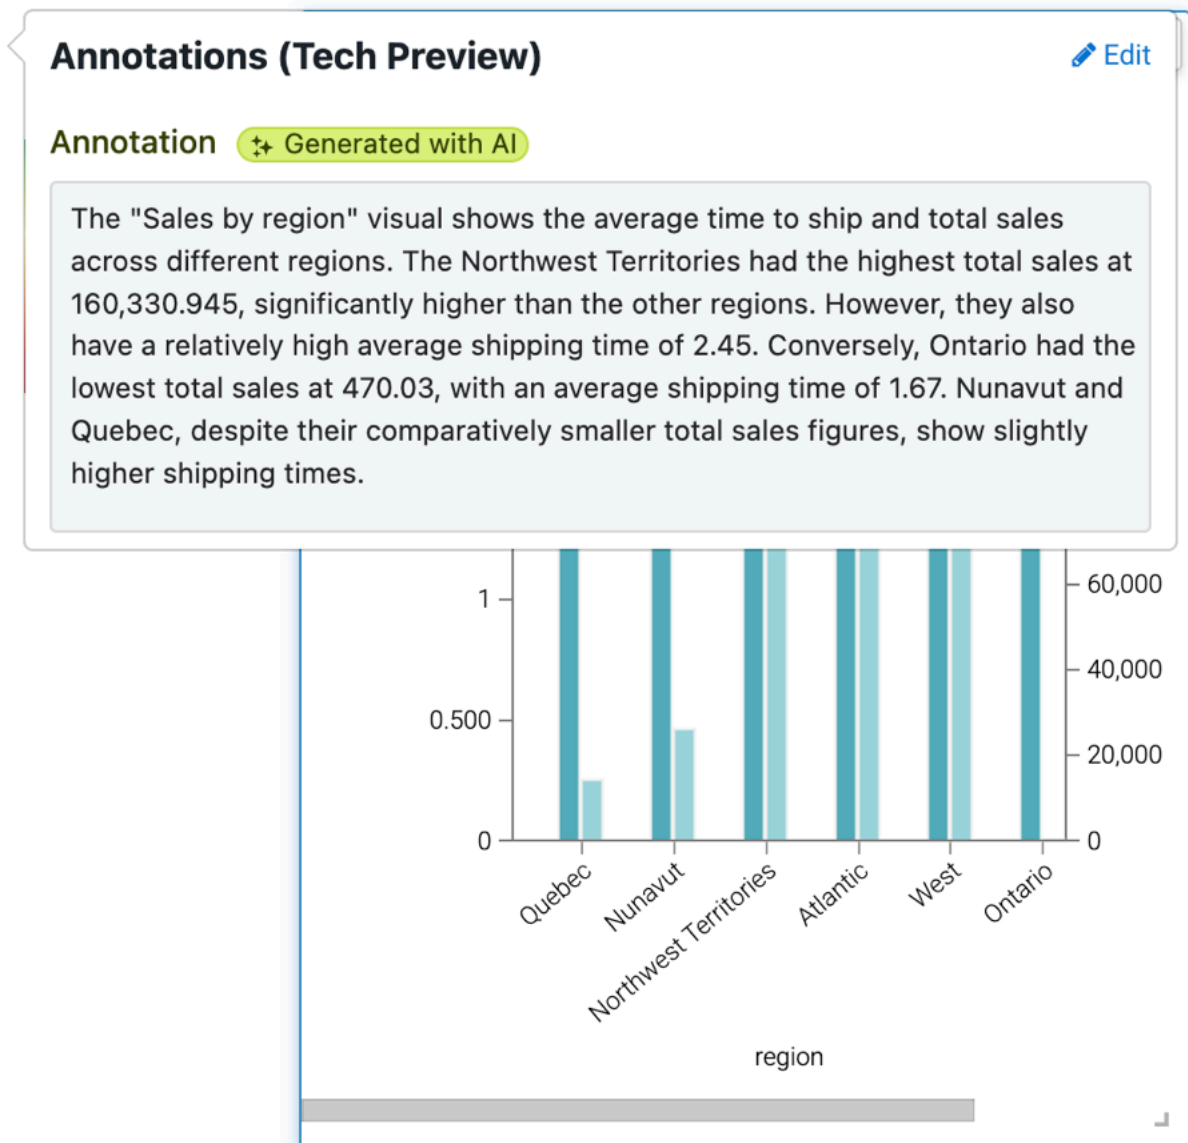 Annotations (Tech Preview)
Edit
Annotation
Generated with AI
The "Sales by region" visual shows the average time to ship and total sales
across different regions. The Northwest Territories had the highest total sales at
160,330.945, significantly higher than the other regions. However, they also
have a relatively high average shipping time of 2.45. Conversely, Ontario had the
lowest total sales at 470.03, with an average shipping time of 1.67. Nunavut and
Quebec, despite their comparatively smaller total sales figures, show slightly
higher shipping times.
1
0.500
0
60,000
40,000
20,000
0
Quebec
Nunavut
Northwest Territories
Atlantic
West
Ontario
region